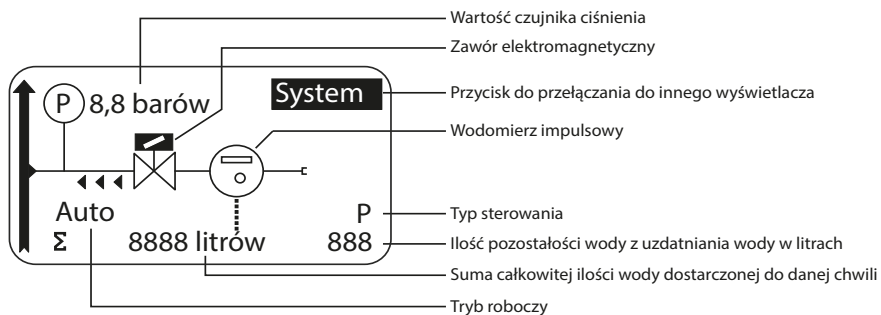 Wartość czujnika ciśnienia
Zawór elektromagnetyczny
P 8,8 barów System
Przycisk do przełączania do innego wyświetlacza
Wodomierz impulsowy
Auto P
Typ sterowania
Σ 8888 litrów 888
Ilość pozostałości wody z uzdatniania wody w litrach
Suma całkowitej ilości wody dostarczonej do danej chwili
Tryb roboczy